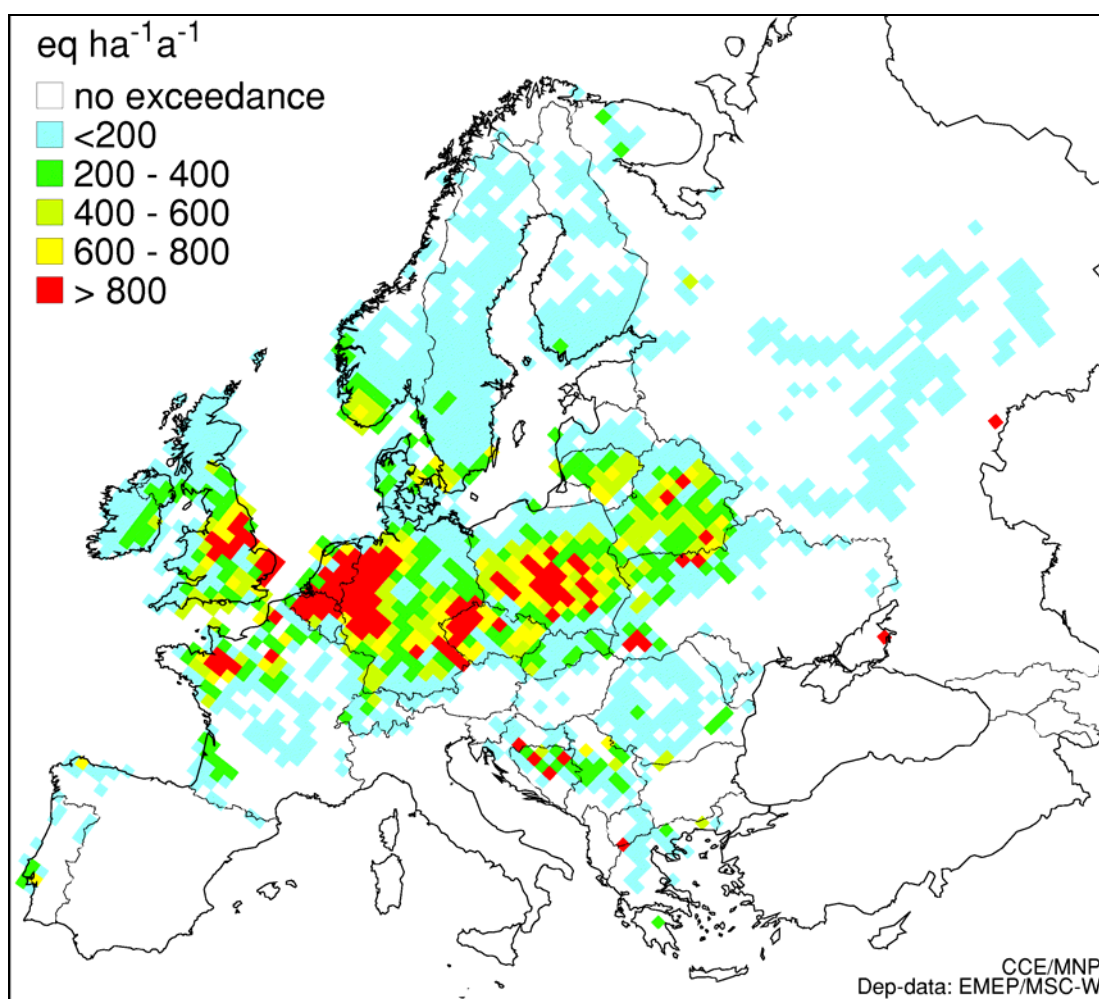 eq ha⁻¹a⁻¹
no exceedance
<200
200 - 400
400 - 600
600 - 800
> 800
CCE/MNP
Dep-data: EMEP/MSC-W